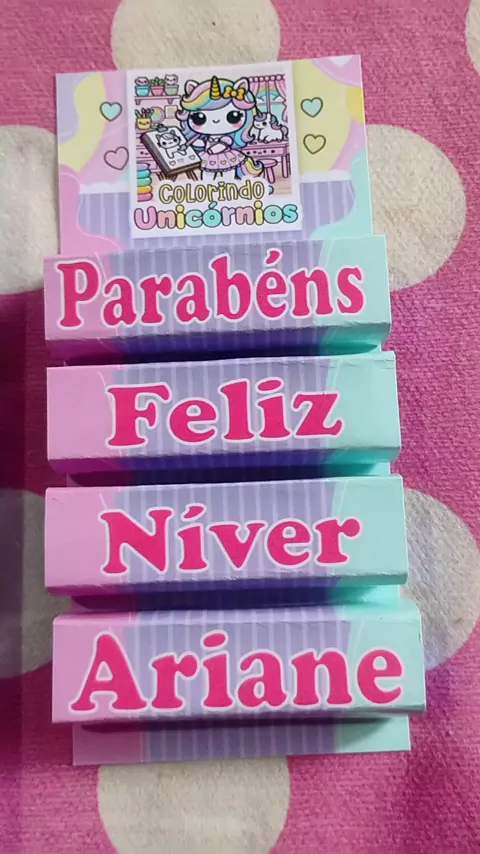 Colorindo
Unicórnios
Parabéns
Feliz
Níver
Ariane